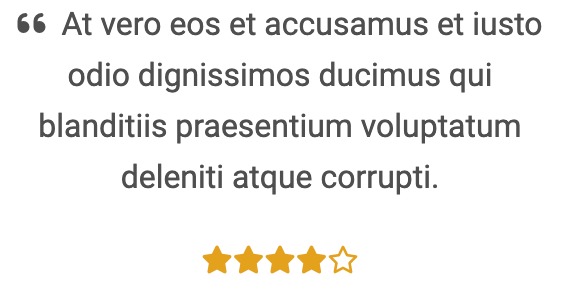 “ At vero eos et accusamus et iusto
odio dignissimos ducimus qui
blanditiis praesentium voluptatum
deleniti atque corrupti.